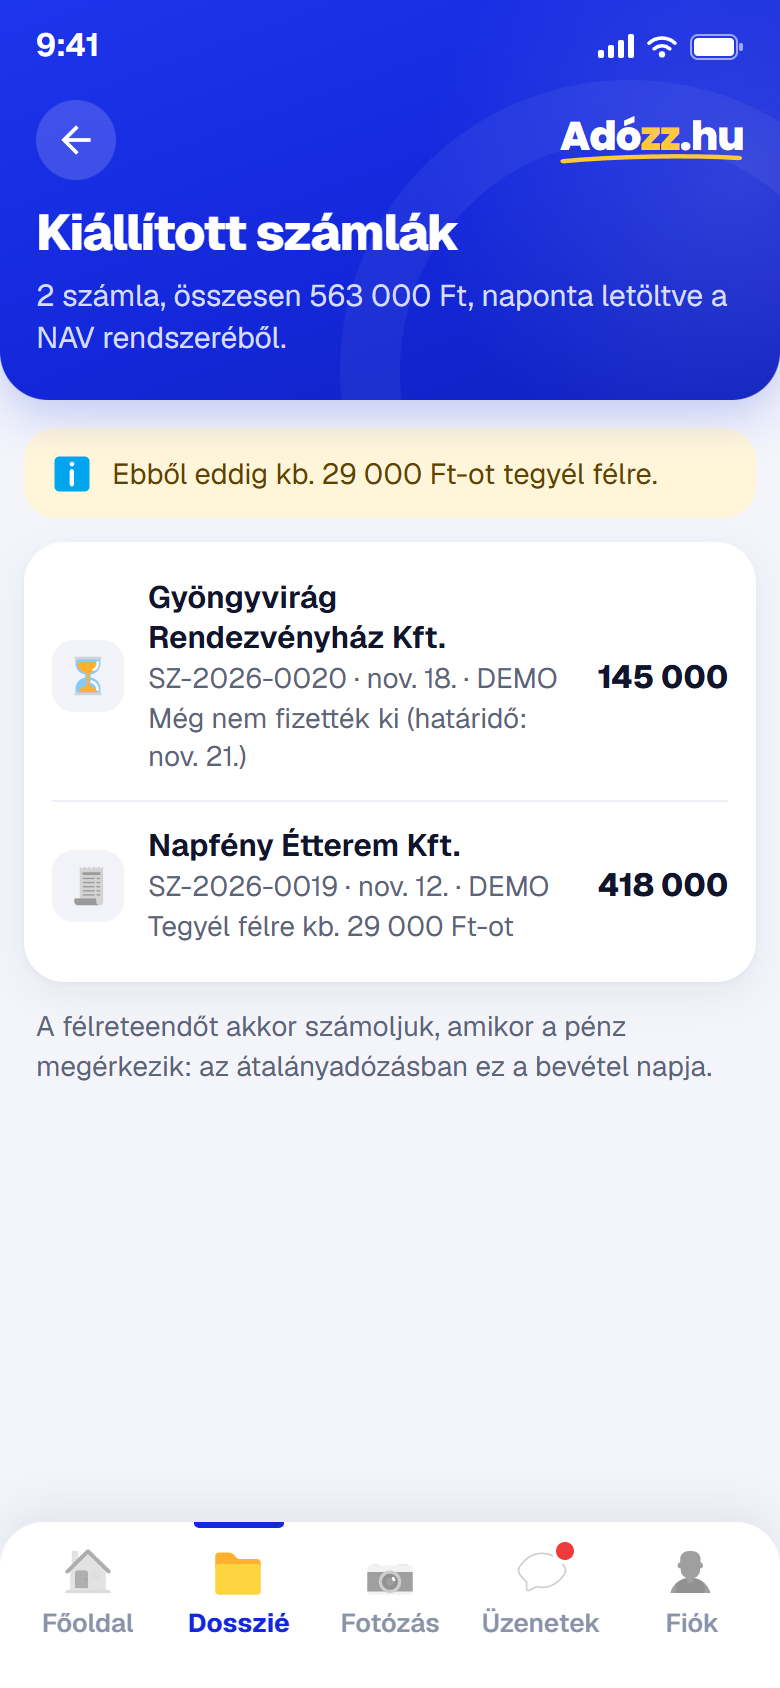 9:41
Adózz.hu
Kiállított számlák
2 számla, összesen 563 000 Ft, naponta letöltve a
NAV rendszeréből.
Ebből eddig kb. 29 000 Ft-ot tegyél félre.
Gyöngyvirág
Rendezvényház Kft.
SZ-2026-0020 · nov. 18. · DEMO
145 000
Még nem fizették ki (határidő:
nov. 21.)
Napfény Étterem Kft.
SZ-2026-0019 · nov. 12. · DEMO
418 000
Tegyél félre kb. 29 000 Ft-ot
A félreteendőt akkor számoljuk, amikor a pénz
megérkezik: az átalányadózásban ez a bevétel napja.
Főoldal
Dosszié
Fotózás
Üzenetek
Fiók